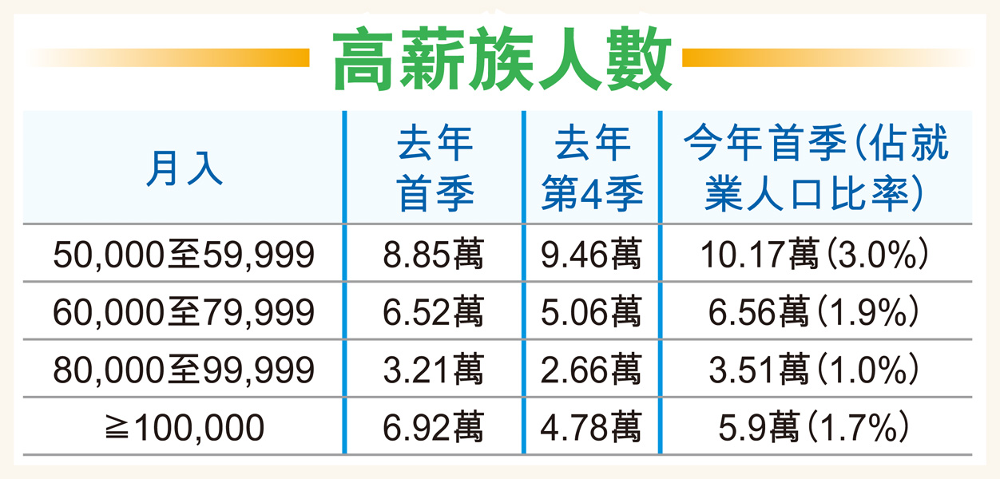 高薪族人數
月入
去年
首季
去年
第4季
今年首季(佔就
業人口比率)
50,000至59,999
8.85萬
9.46萬
10.17萬(3.0%)
60,000至79,999
6.52萬
5.06萬
6.56萬(1.9%)
80,000至99,999
3.21萬
2.66萬
3.51萬(1.0%)
≧100,000
6.92萬
4.78萬
5.9萬(1.7%)